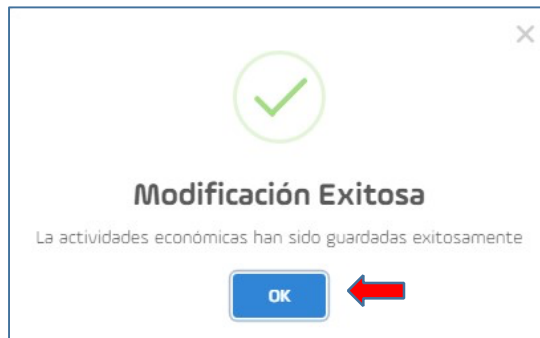 Modificación Exitosa
La actividades económicas han sido guardadas exitosamente
OK